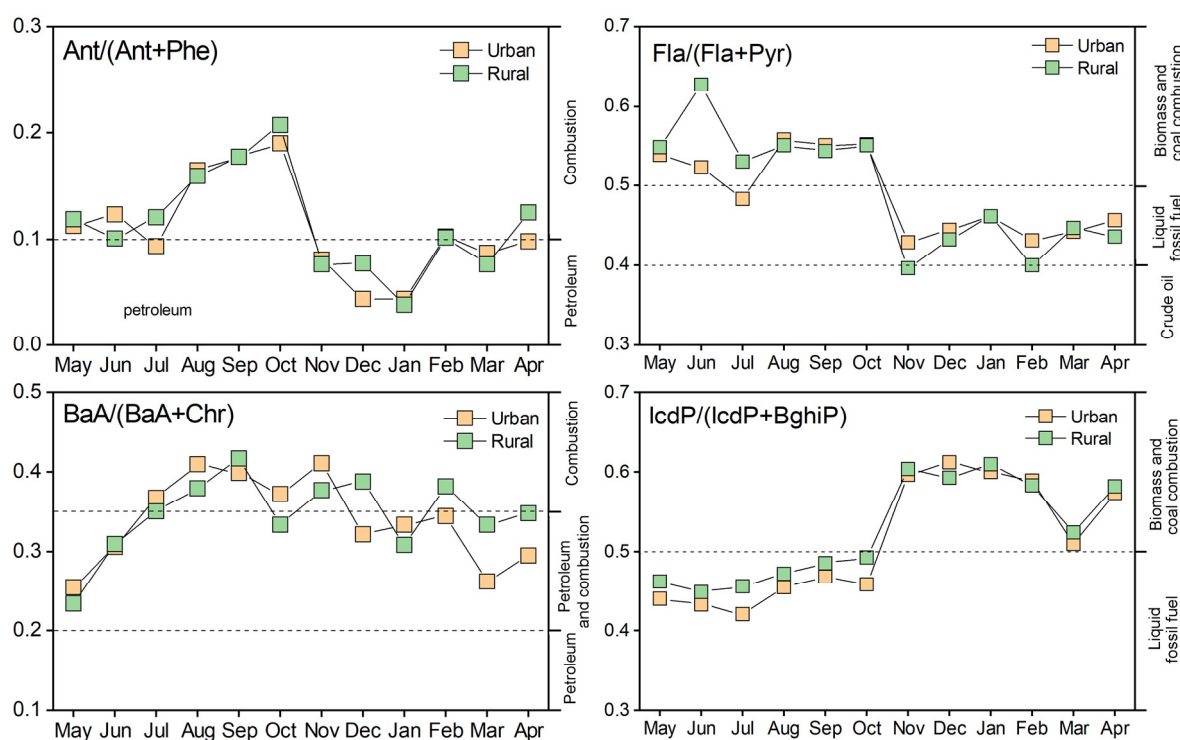 Ant/(Ant+Phe)
Urban
Rural
0.3
0.2
0.1
0.0
petroleum
Combustion
Petroleum
May Jun Jul Aug Sep Oct Nov Dec Jan Feb Mar Apr
Fla/(Fla+Pyr)
Urban
Rural
0.7
0.6
0.5
0.4
0.3
Biomass and
coal combustion
Liquid
fossil fuel
Crude oil
May Jun Jul Aug Sep Oct Nov Dec Jan Feb Mar Apr
BaA/(BaA+Chr)
Urban
Rural
0.5
0.4
0.3
0.2
0.1
Combustion
Petroleum
and combustion
Petroleum
May Jun Jul Aug Sep Oct Nov Dec Jan Feb Mar Apr
IcdP/(IcdP+BghiP)
Urban
Rural
0.7
0.6
0.5
0.4
0.3
Biomass and
coal combustion
Liquid
fossil fuel
May Jun Jul Aug Sep Oct Nov Dec Jan Feb Mar Apr